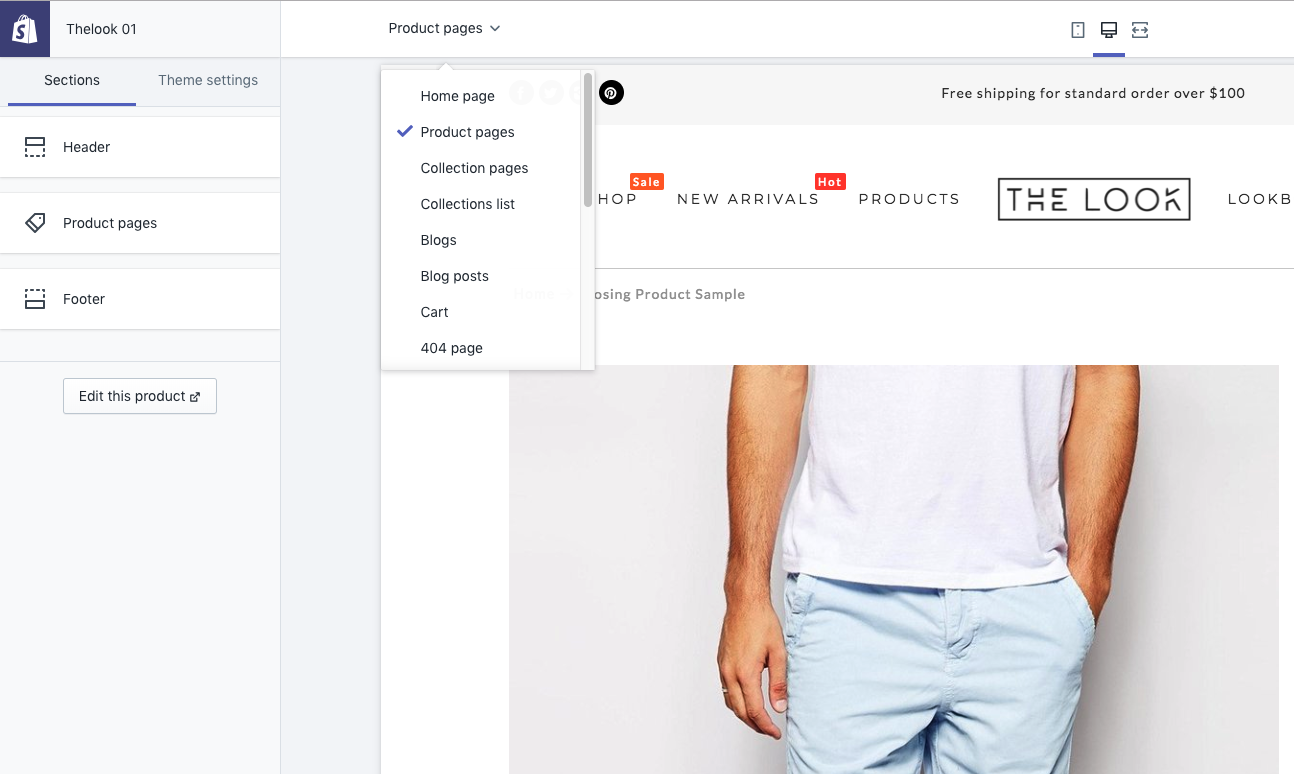 Thelook 01
Product pages
Sections
Theme settings
Header
Product pages
Footer
Edit this product
Home page
Product pages
Collection pages
Collections list
Blogs
Blog posts
Cart
404 page
Free shipping for standard order over $100
HOP
Sale
NEW ARRIVALS
Hot
PRODUCTS
THE LOOK
LOOKB
Home
osing Product Sample